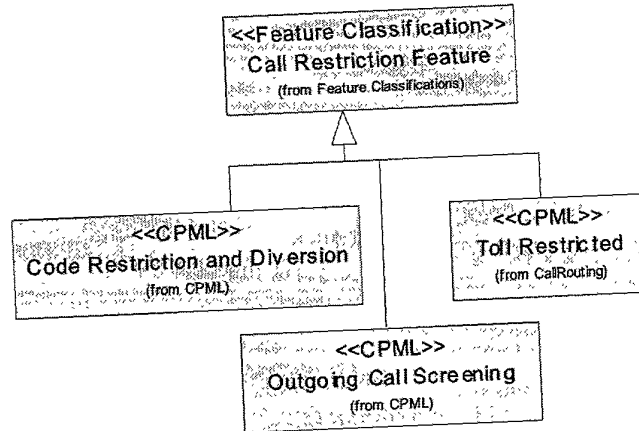 <<Feature Classification>>
Call Restriction Feature
(from Feature Classifications)
<<CPML>>
Code Restriction and Diversion
(from CPML)
<<CPML>>
Toll Restricted
(from CallRouting)
<<CPML>>
Outgoing Call Screening
(from CPML)